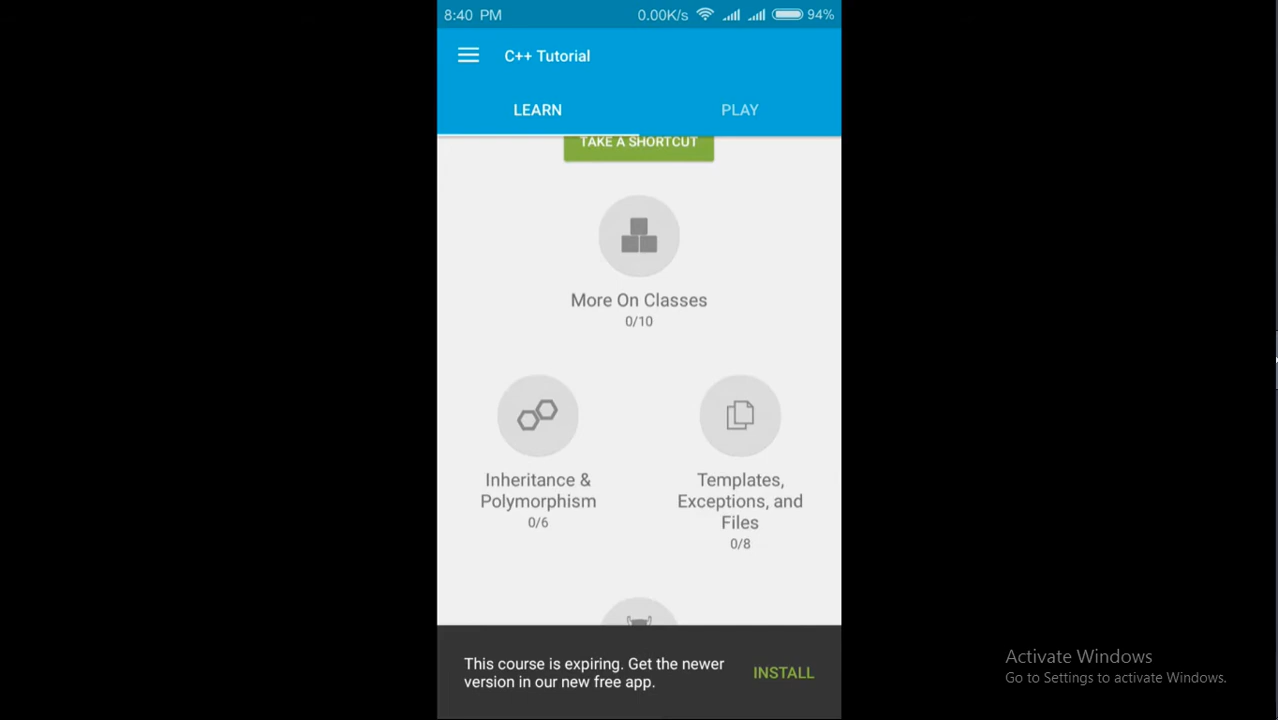 8:40 PM 0.00K/s 94%
C++ Tutorial
LEARN PLAY
TAKE A SHORTCUT
More On Classes
0/10
Inheritance &
Polymorphism
0/6
Templates,
Exceptions, and
Files
0/8
This course is expiring. Get the newer
version in our new free app.
INSTALL
Activate Windows
Go to Settings to activate Windows.